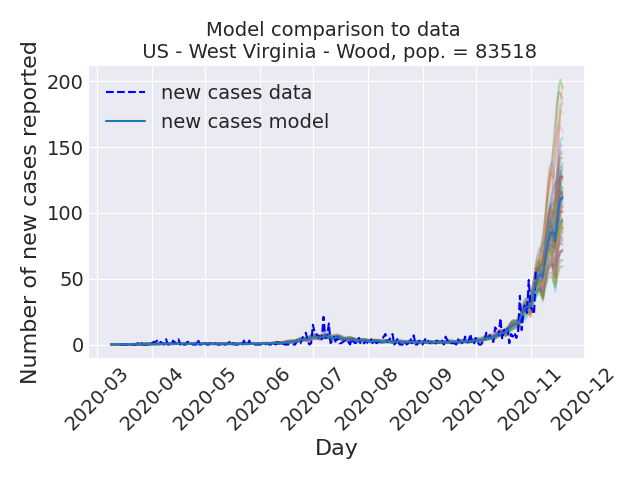 Model comparison to data
US - West Virginia - Wood, pop. = 83518
Number of new cases reported
200
150
100
50
0
new cases data
new cases model
2020-03
2020-04
2020-05
2020-06
2020-07
2020-08
2020-09
2020-10
2020-11
2020-12
Day